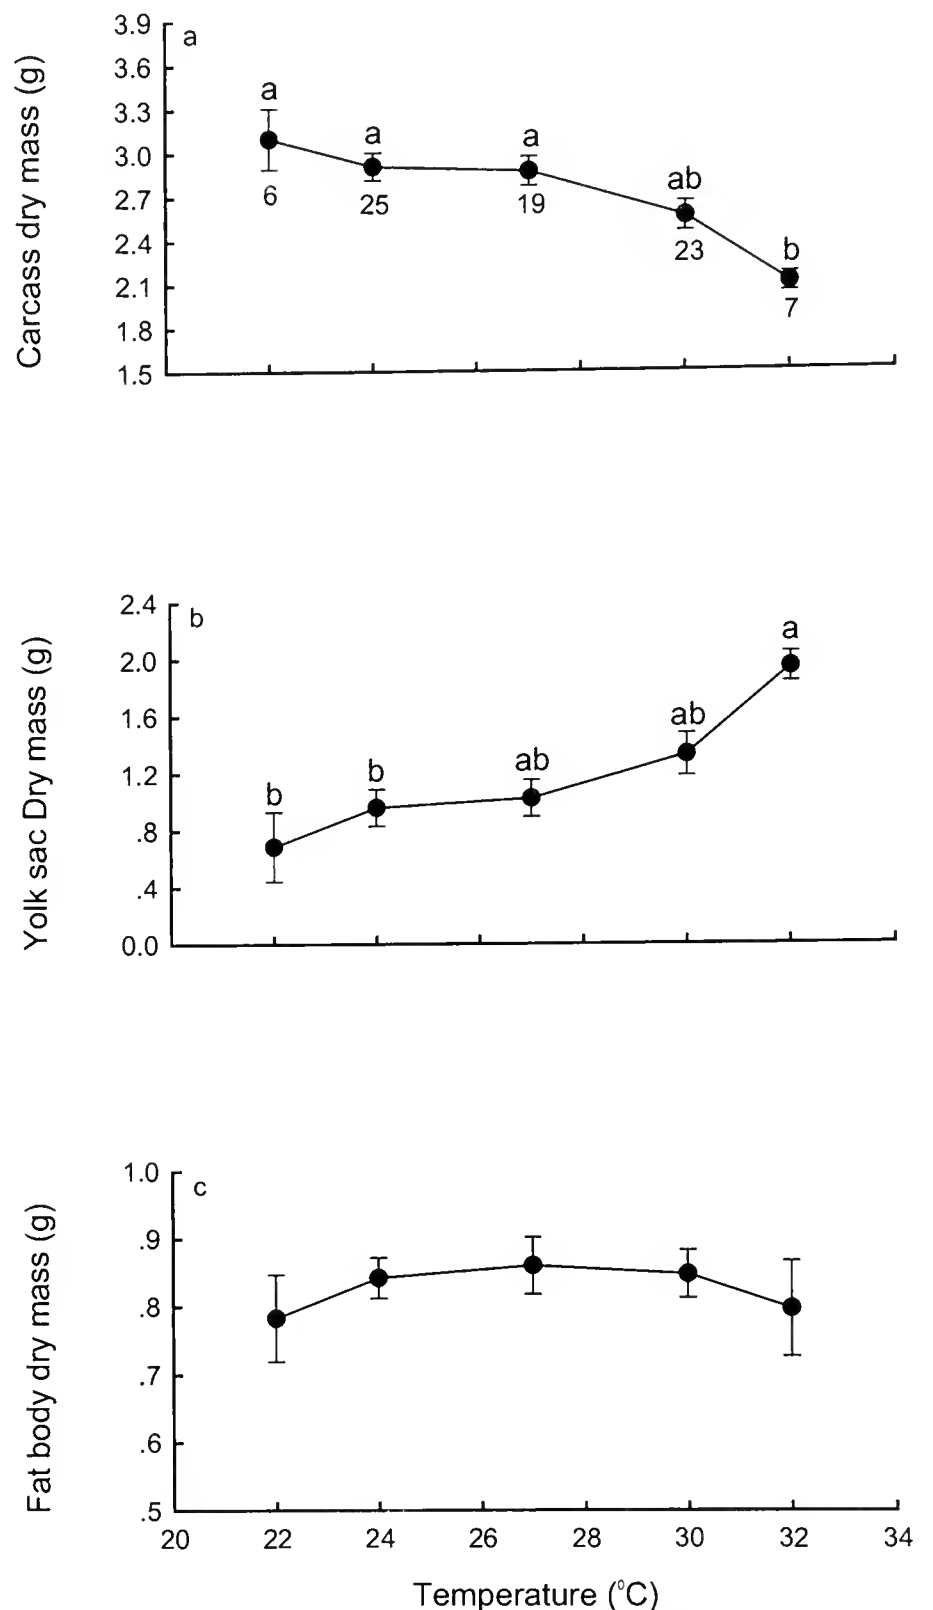 Carcass dry mass (g)
3.9
3.6
3.3
3.0
2.7
2.4
2.1
1.8
1.5
a
a
a
a
ab
b
6
25
19
23
7
Yolk sac Dry mass (g)
2.4
2.0
1.6
1.2
.8
.4
0.0
b
b
b
ab
ab
a
Fat body dry mass (g)
1.0
.9
.8
.7
.6
.5
c
20 22 24 26 28 30 32 34
Temperature (°C)